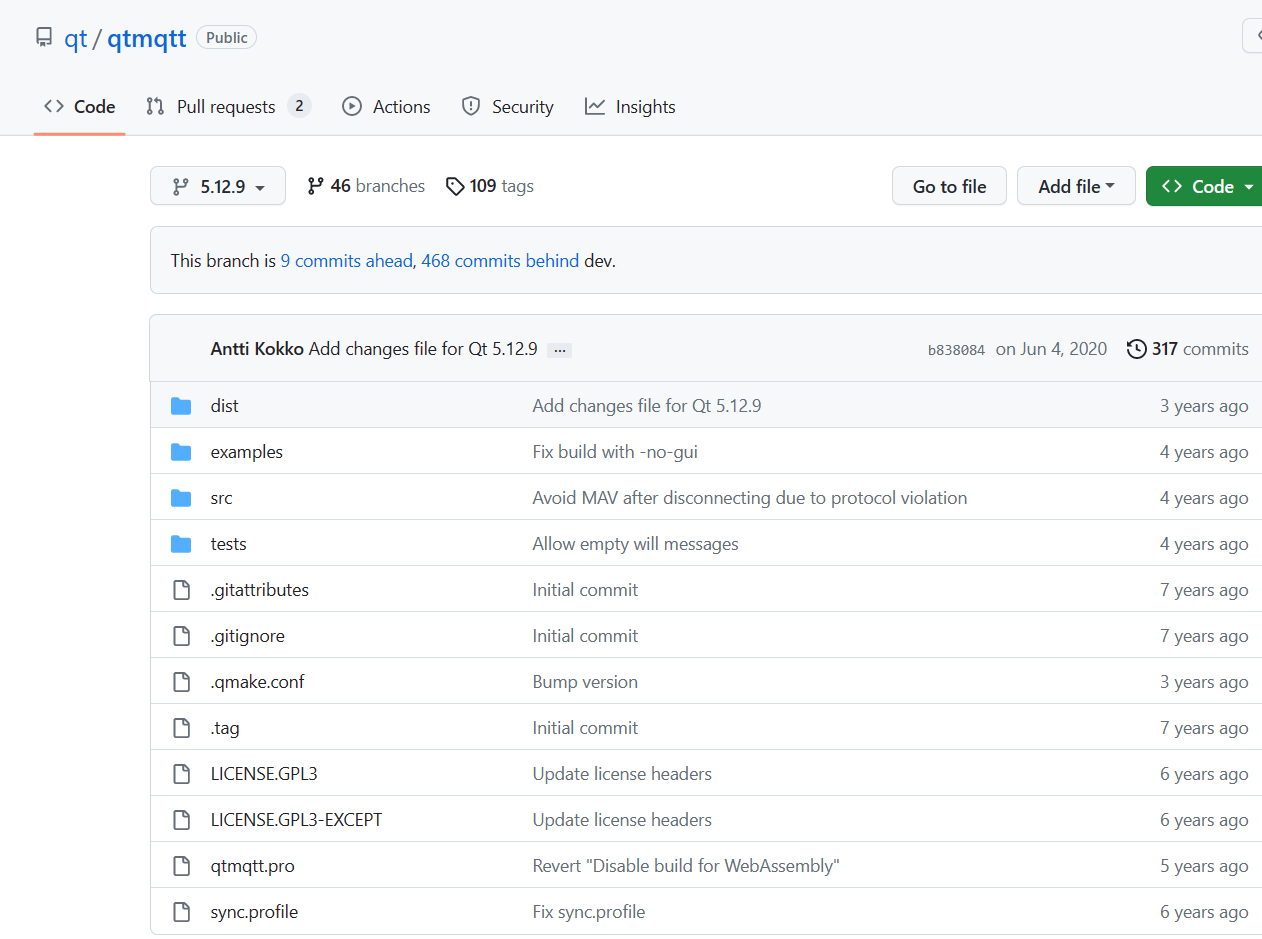 qt / qtmqtt Public
Code Pull requests 2 Actions Security Insights
5.12.9 46 branches 109 tags Go to file Add file Code
This branch is 9 commits ahead, 468 commits behind dev.
Antti Kokko Add changes file for Qt 5.12.9 ... b838084 on Jun 4, 2020 317 commits
dist Add changes file for Qt 5.12.9 3 years ago
examples Fix build with -no-gui 4 years ago
src Avoid MAV after disconnecting due to protocol violation 4 years ago
tests Allow empty will messages 4 years ago
.gitattributes Initial commit 7 years ago
.gitignore Initial commit 7 years ago
.qmake.conf Bump version 3 years ago
.tag Initial commit 7 years ago
LICENSE.GPL3 Update license headers 6 years ago
LICENSE.GPL3-EXCEPT Update license headers 6 years ago
qtmqtt.pro Revert "Disable build for WebAssembly" 5 years ago
sync.profile Fix sync.profile 6 years ago